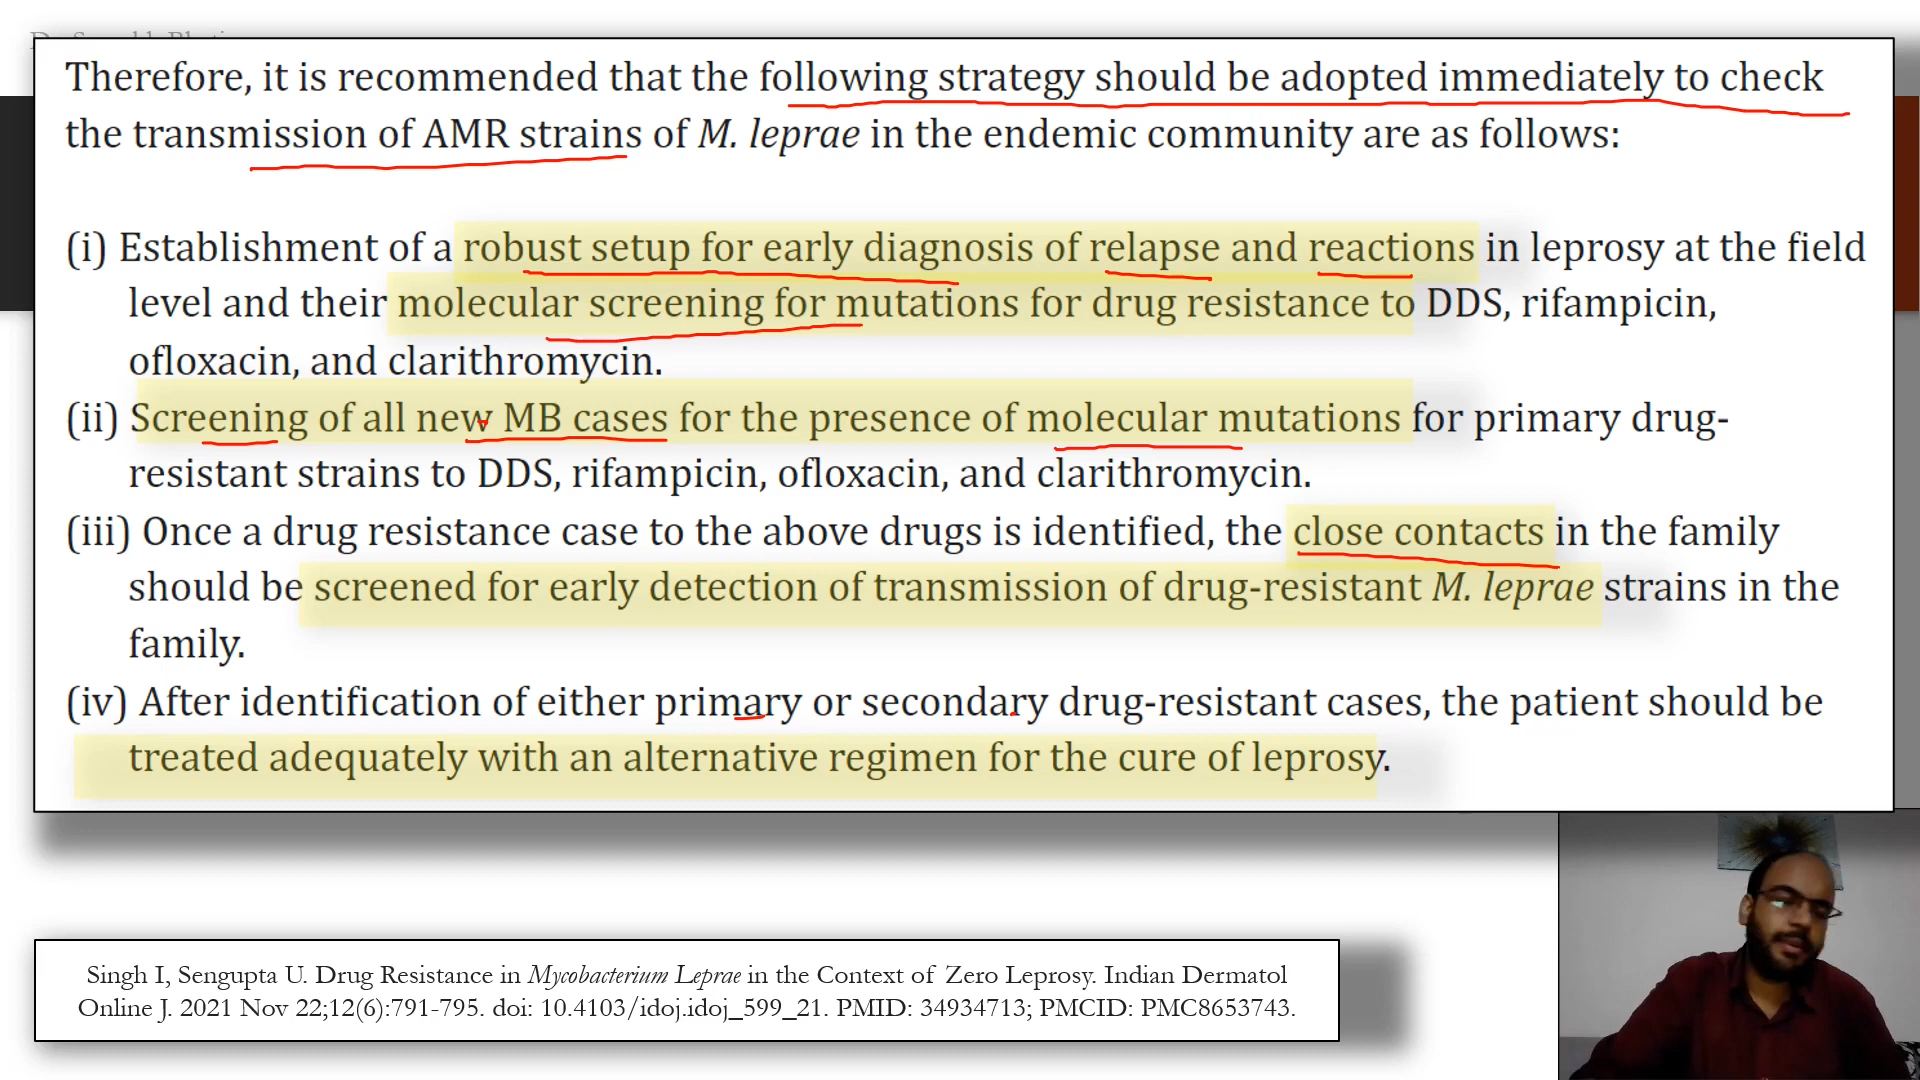 Therefore, it is recommended that the following strategy should be adopted immediately to check
the transmission of AMR strains of M. leprae in the endemic community are as follows:
(i) Establishment of a robust setup for early diagnosis of relapse and reactions in leprosy at the field
level and their molecular screening for mutations for drug resistance to DDS, rifampicin,
ofloxacin, and clarithromycin.
(ii) Screening of all new MB cases for the presence of molecular mutations for primary drug-
resistant strains to DDS, rifampicin, ofloxacin, and clarithromycin.
(iii) Once a drug resistance case to the above drugs is identified, the close contacts in the family
should be screened for early detection of transmission of drug-resistant M. leprae strains in the
family.
(iv) After identification of either primary or secondary drug-resistant cases, the patient should be
treated adequately with an alternative regimen for the cure of leprosy.
Singh I, Sengupta U. Drug Resistance in Mycobacterium Leprae in the Context of Zero Leprosy. Indian Dermatol
Online J. 2021 Nov 22;12(6):791-795. doi: 10.4103/idoj.idoj_599_21. PMID: 34934713; PMCID: PMC8653743.